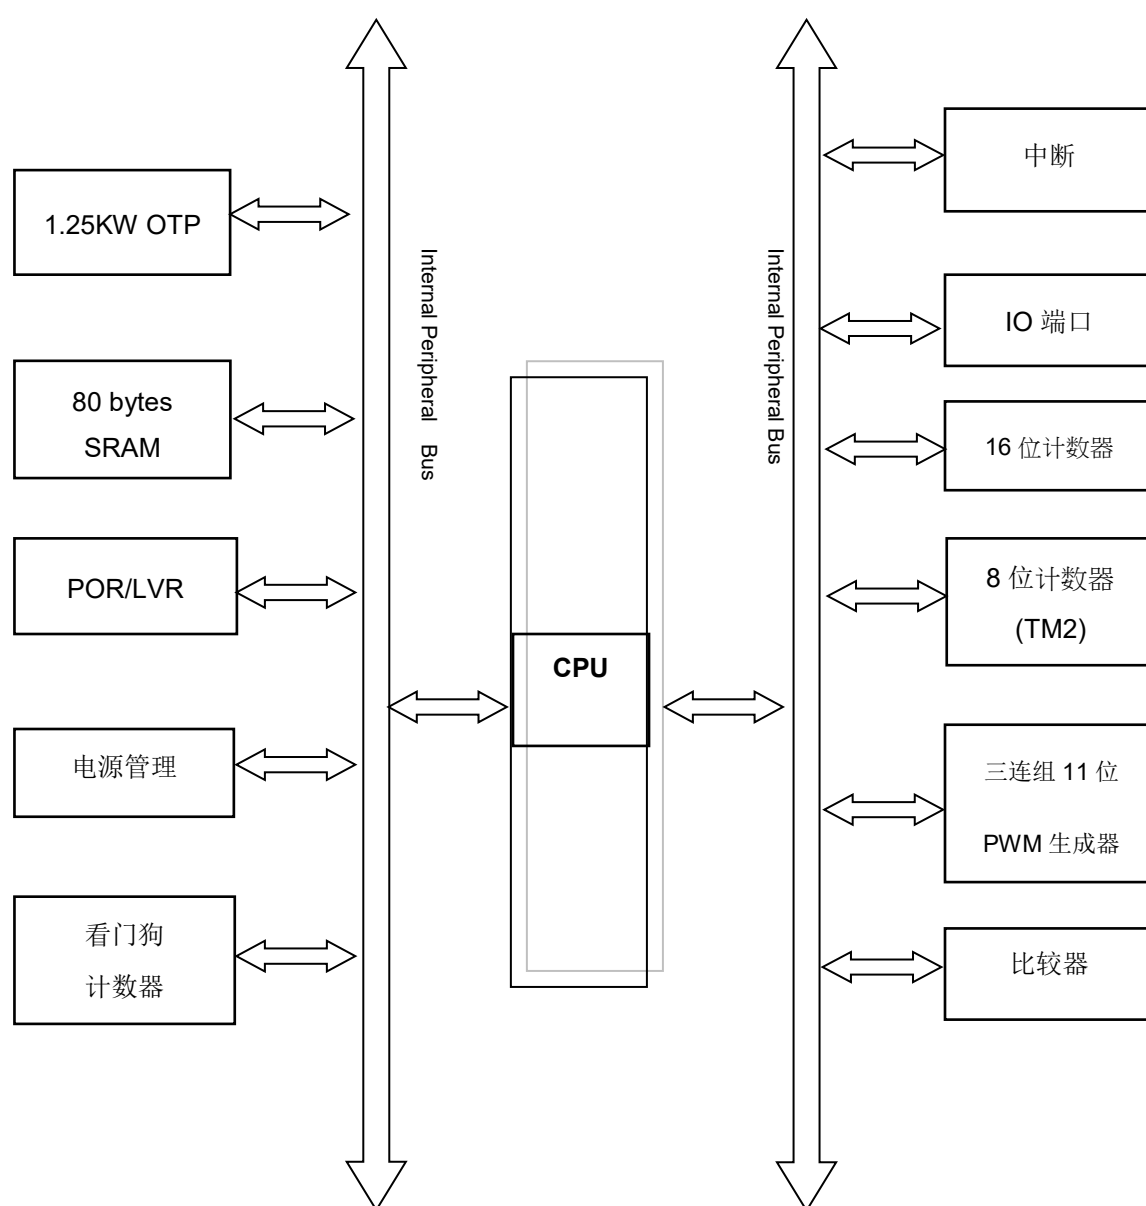 1.25KW OTP
80 bytes
SRAM
POR/LVR
电源管理
看门狗
计数器
Internal Peripheral Bus
CPU
Internal Peripheral Bus
中断
IO 端口
16 位计数器
8 位计数器
(TM2)
三连组 11 位
PWM 生成器
比较器